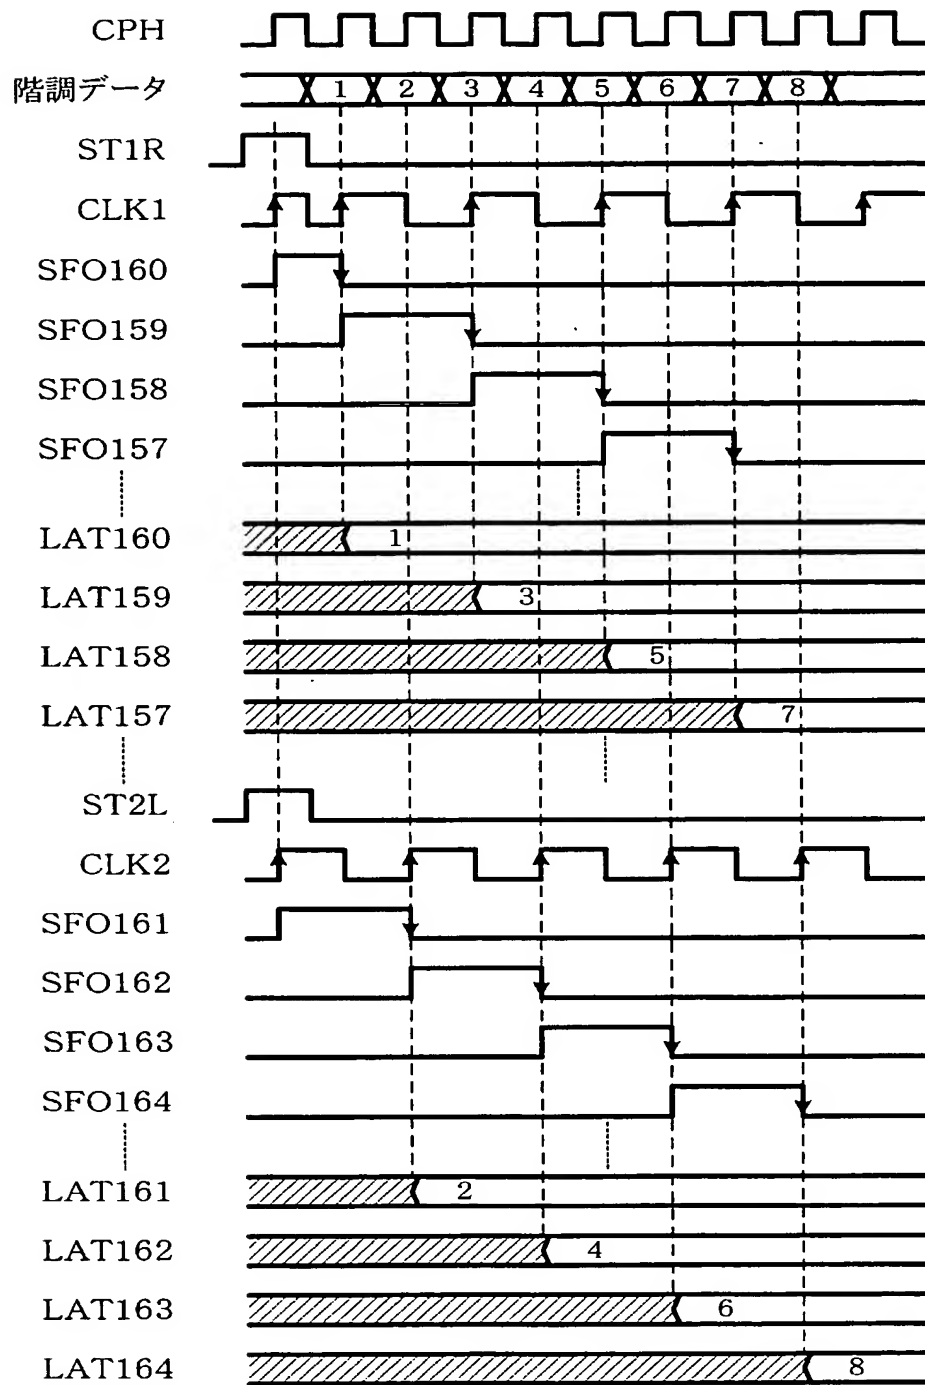 CPH
階調データ 1 2 3 4 5 6 7 8
ST1R
CLK1
SFO160
SFO159
SFO158
SFO157
LAT160 1
LAT159 3
LAT158 5
LAT157 7
ST2L
CLK2
SFO161
SFO162
SFO163
SFO164
LAT161 2
LAT162 4
LAT163 6
LAT164 8